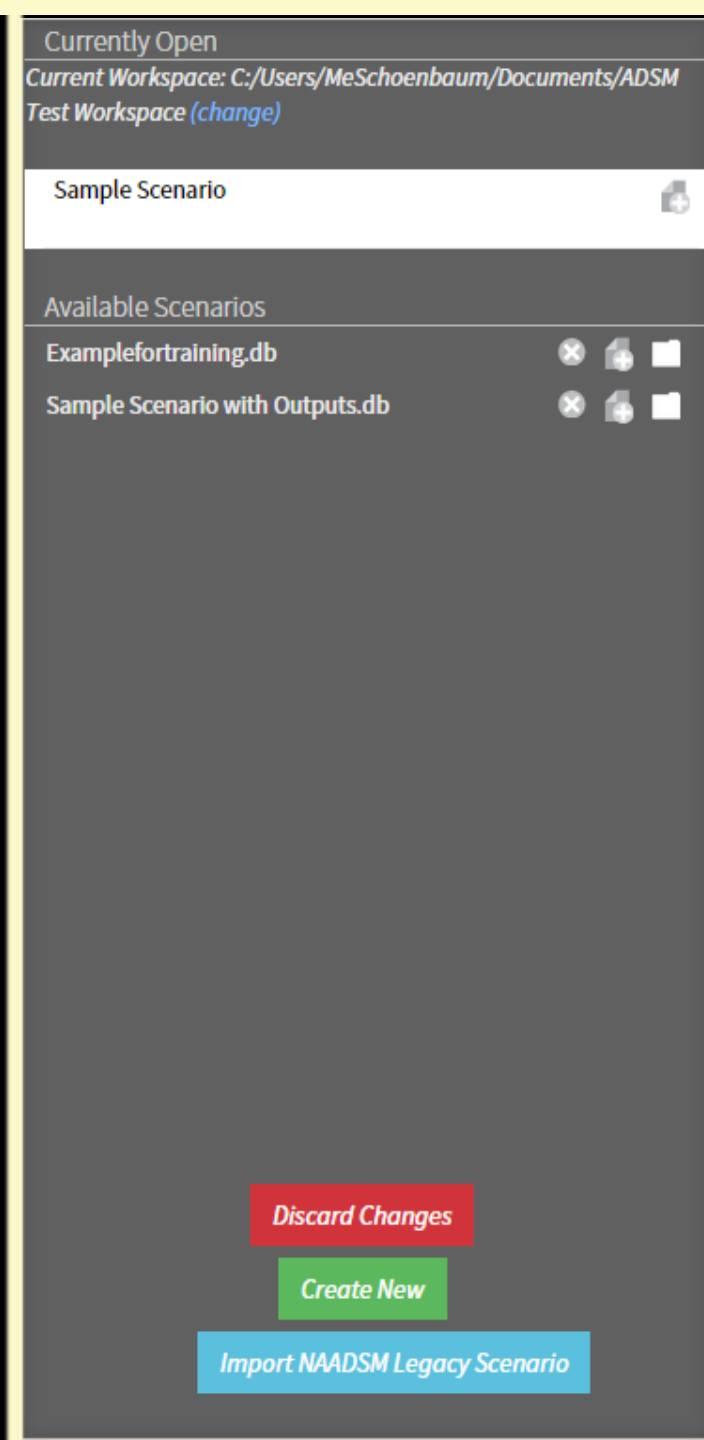 Currently Open
Current Workspace: C:/Users/MeSchoenbaum/Documents/ADSM
Test Workspace (change)
Sample Scenario
Available Scenarios
Examplefortraining.db
Sample Scenario with Outputs.db
Discard Changes
Create New
Import NAADSM Legacy Scenario